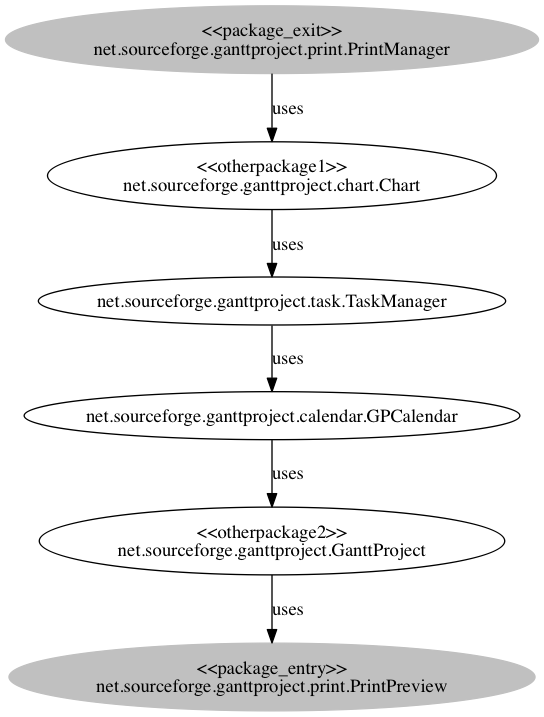 <<package_exit>>
net.sourceforge.ganttproject.print.PrintManager
uses
<<otherpackage1>>
net.sourceforge.ganttproject.chart.Chart
uses
net.sourceforge.ganttproject.task.TaskManager
uses
net.sourceforge.ganttproject.calendar.GPCalendar
uses
<<otherpackage2>>
net.sourceforge.ganttproject.GanttProject
uses
<<package_entry>>
net.sourceforge.ganttproject.print.PrintPreview